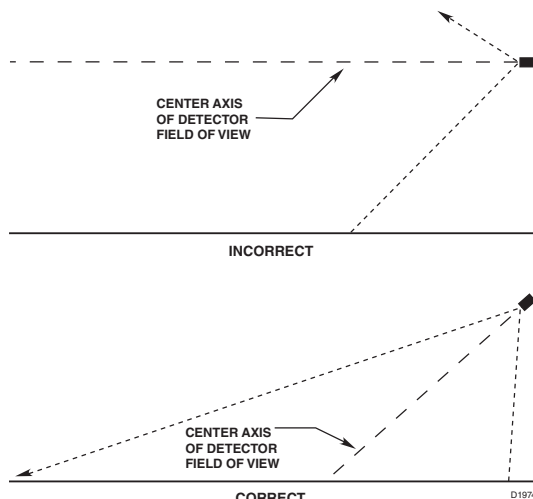 CENTER AXIS
OF DETECTOR
FIELD OF VIEW
INCORRECT
CENTER AXIS
OF DETECTOR
FIELD OF VIEW
CORRECT